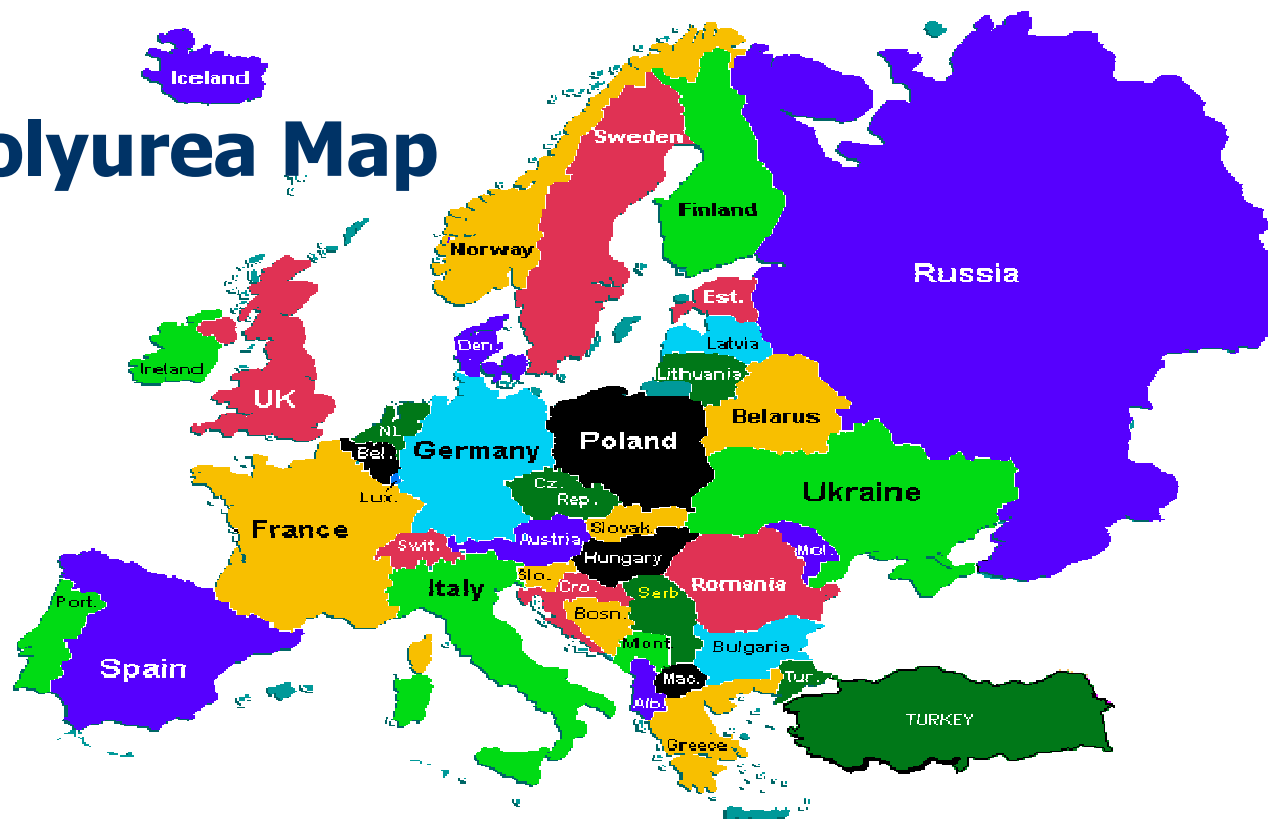 Iceland
olyurea Map
Sweden
Finland
Norway
Russia
Est.
Den.
Latvia
Ireland
Lithuania
UK
Belarus
NL
Poland
Bel.
Germany
Cz.
Rep.
Lux.
Ukraine
France
Slovak.
Austria
Swit.
Hungary
Mol.
Slo.
Italy
Cro.
Serb
Romania
Port.
Bosn.
Mont
Bulgaria
Spain
Mac.
Tur.
Alb.
TURKEY
Greece